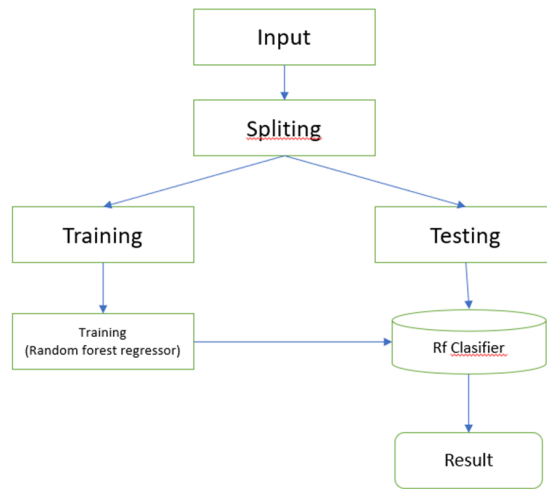 Input
Spliting
Training
Testing
Training
(Random forest regressor)
Rf Clasifier
Result